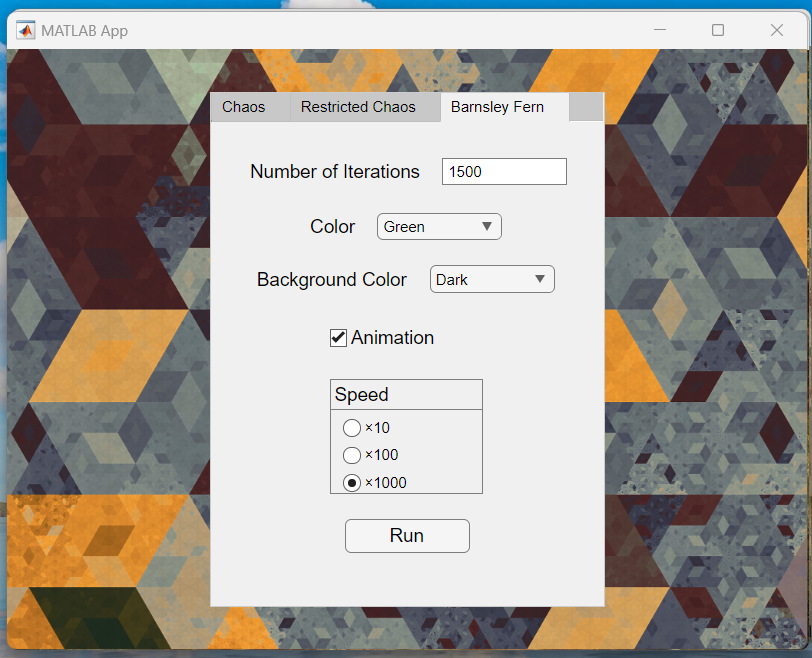 MATLAB App
Chaos Restricted Chaos Barnsley Fern
Number of Iterations 1500
Color Green
Background Color Dark
Animation
Speed
×10
×100
×1000
Run